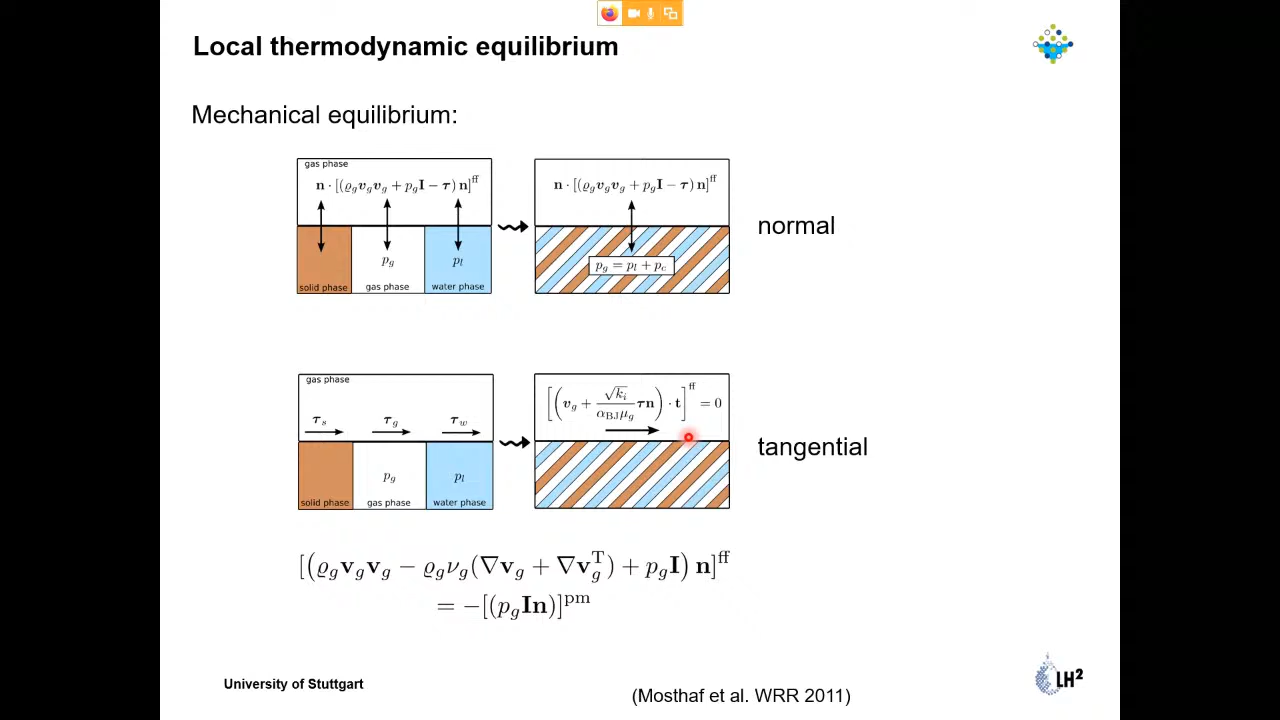 Local thermodynamic equilibrium
Mechanical equilibrium:
gas phase
n · [(ϱ_g v_g v_g + p_g I − τ) n]^ff
p_g
p_l
solid phase
gas phase
water phase
n · [(ϱ_g v_g v_g + p_g I − τ) n]^ff
p_g = p_l + p_c
normal
gas phase
τ_s
τ_g
τ_w
p_g
p_l
solid phase
gas phase
water phase
[(v_g + √k_i / (α_BJ μ_g) τn) · t]^ff = 0
tangential
[(ϱ_g v_g v_g − ϱ_g ν_g (∇v_g + ∇v_g^T) + p_g I) n]^ff
= −[(p_g In)]^pm
University of Stuttgart
(Mosthaf et al. WRR 2011)
LH²